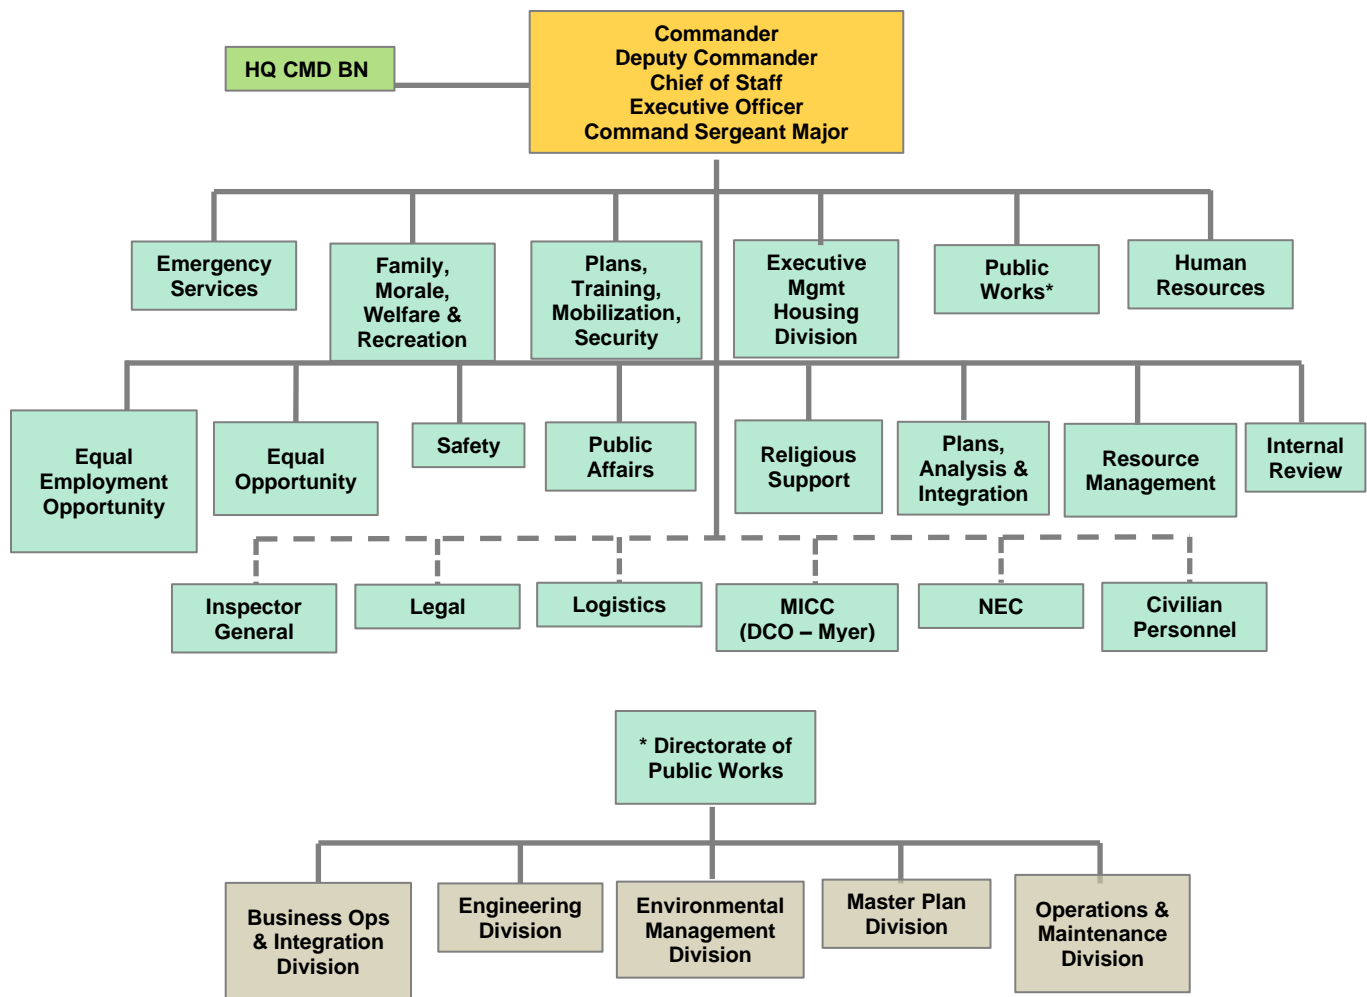 Commander
Deputy Commander
Chief of Staff
Executive Officer
Command Sergeant Major
HQ CMD BN
Emergency
Services
Family,
Morale,
Welfare &
Recreation
Plans,
Training,
Mobilization,
Security
Executive
Mgmt
Housing
Division
Public
Works*
Human
Resources
Equal
Employment
Opportunity
Equal
Opportunity
Safety
Public
Affairs
Religious
Support
Plans,
Analysis &
Integration
Resource
Management
Internal
Review
Inspector
General
Legal
Logistics
MICC
(DCO – Myer)
NEC
Civilian
Personnel
* Directorate of
Public Works
Business Ops
& Integration
Division
Engineering
Division
Environmental
Management
Division
Master Plan
Division
Operations &
Maintenance
Division